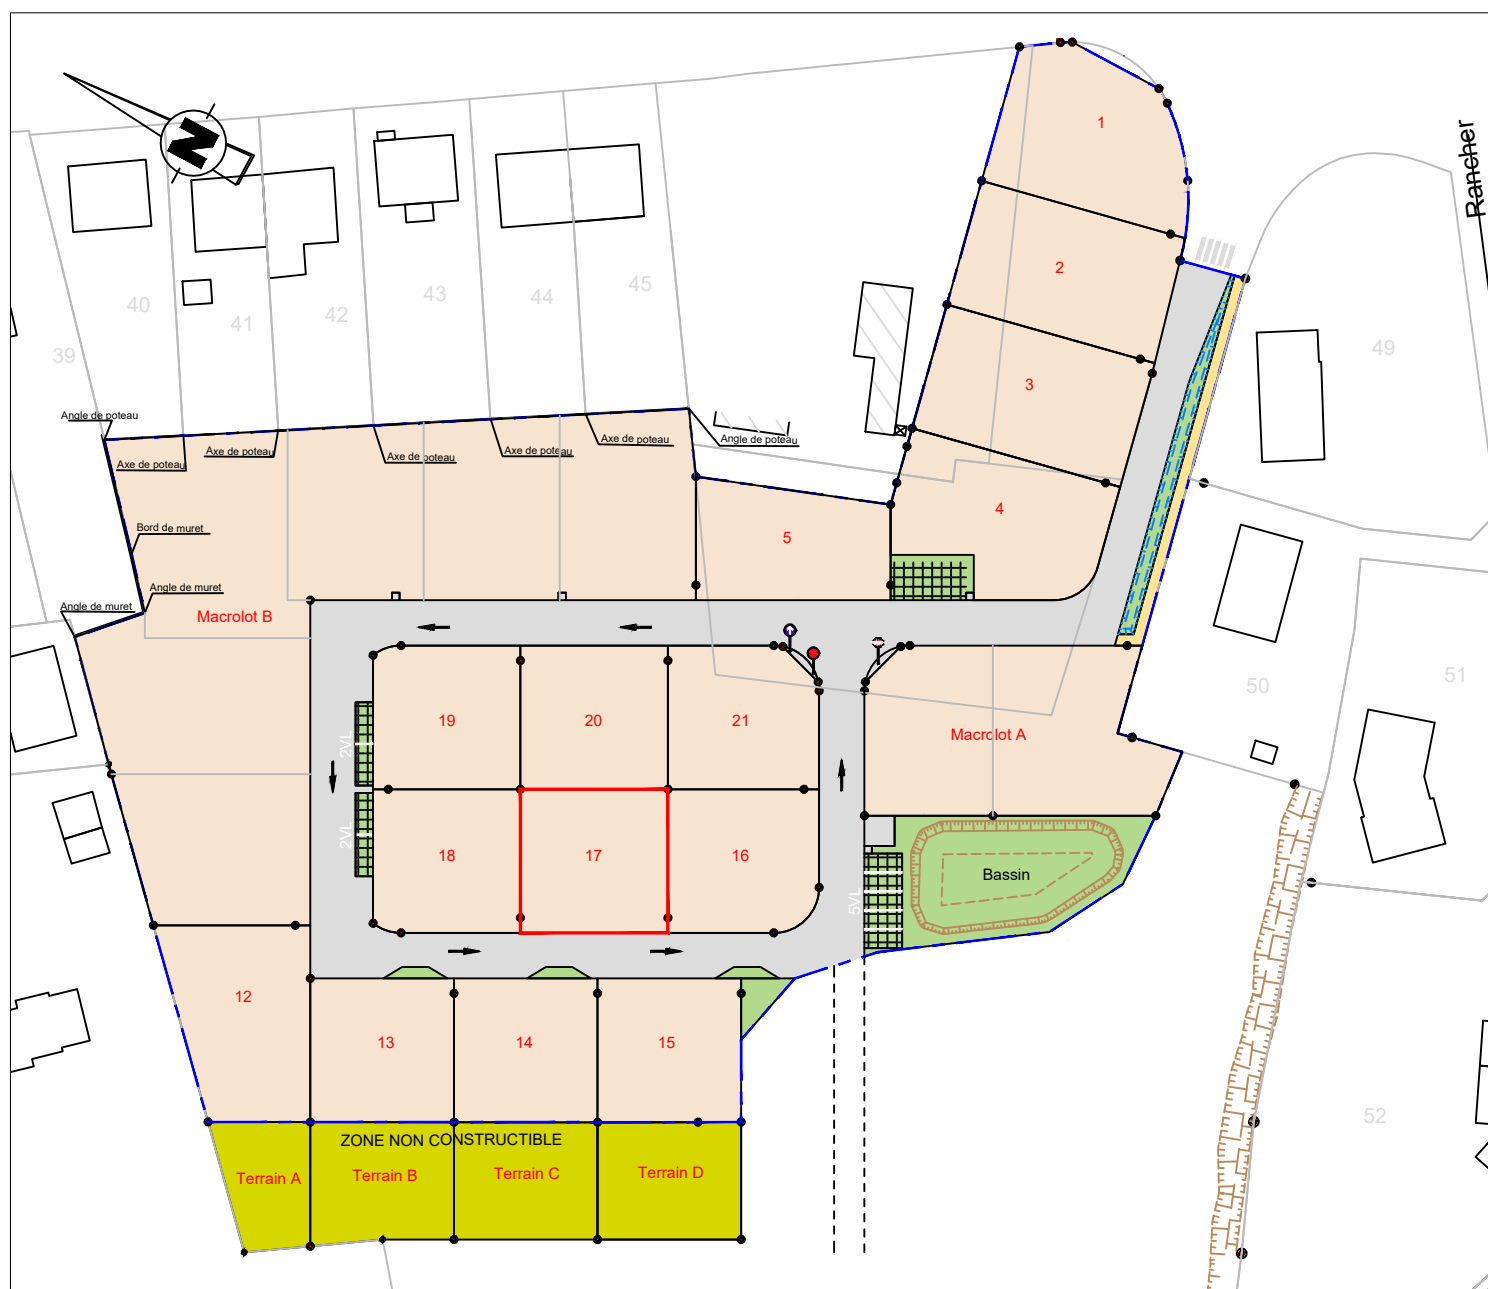 N
1
Rancher
2
40
41
42
43
44
45
39
49
3
Angle de poteau
Axe de poteau
Axe de poteau
Axe de poteau
Axe de poteau
Axe de poteau
Angle de poteau
4
5
Bord de muret
Angle de muret
Angle de muret
Macrolot B
50
51
19
20
21
Macrolot A
2VL
2VL
18
17
16
5VL
Bassin
12
13
14
15
52
ZONE NON CONSTRUCTIBLE
Terrain A
Terrain B
Terrain C
Terrain D